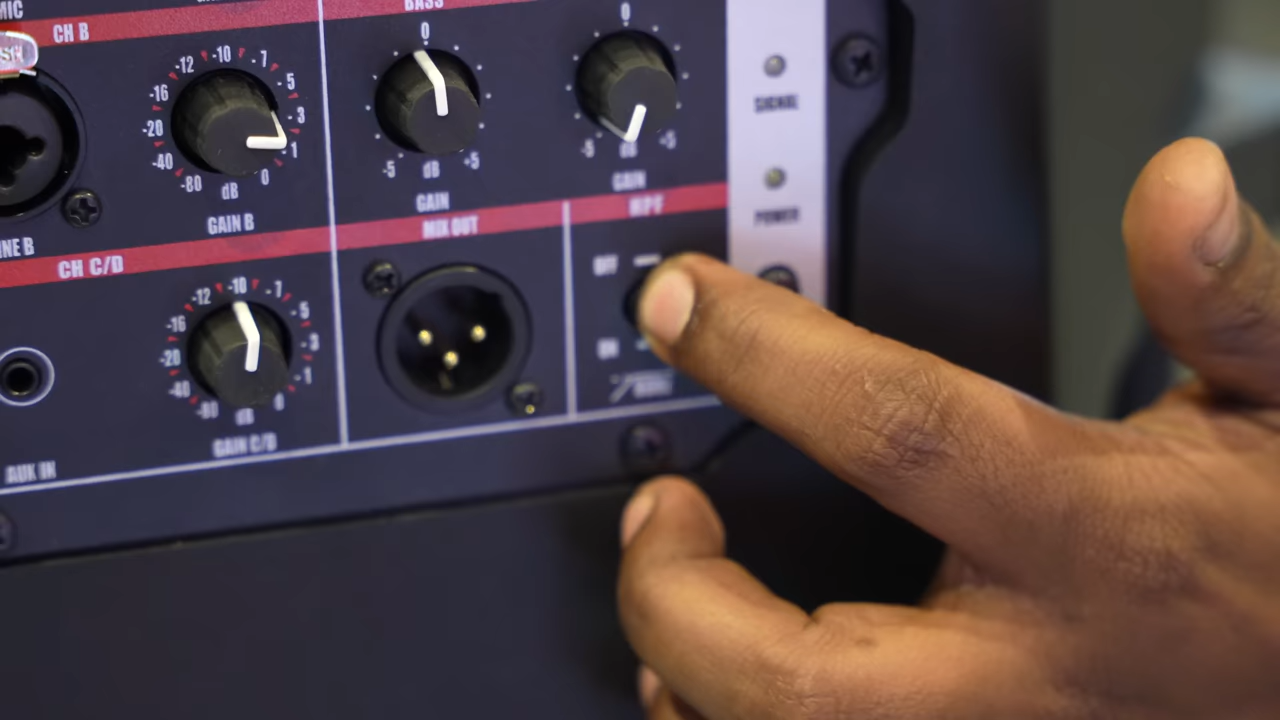 MIC
CH B
-80
-40
-20
-16
-12
-10
-7
-5
-3
-1
0
dB
GAIN B
LINE B
BASS
0
-5
dB
+5
GAIN
0
-5
dB
+5
GAIN
SIGNAL
POWER
CH C/D
-80
-40
-20
-16
-12
-10
-7
-5
-3
-1
0
dB
GAIN C/D
AUX IN
MIX OUT
HPF
OFF
ON